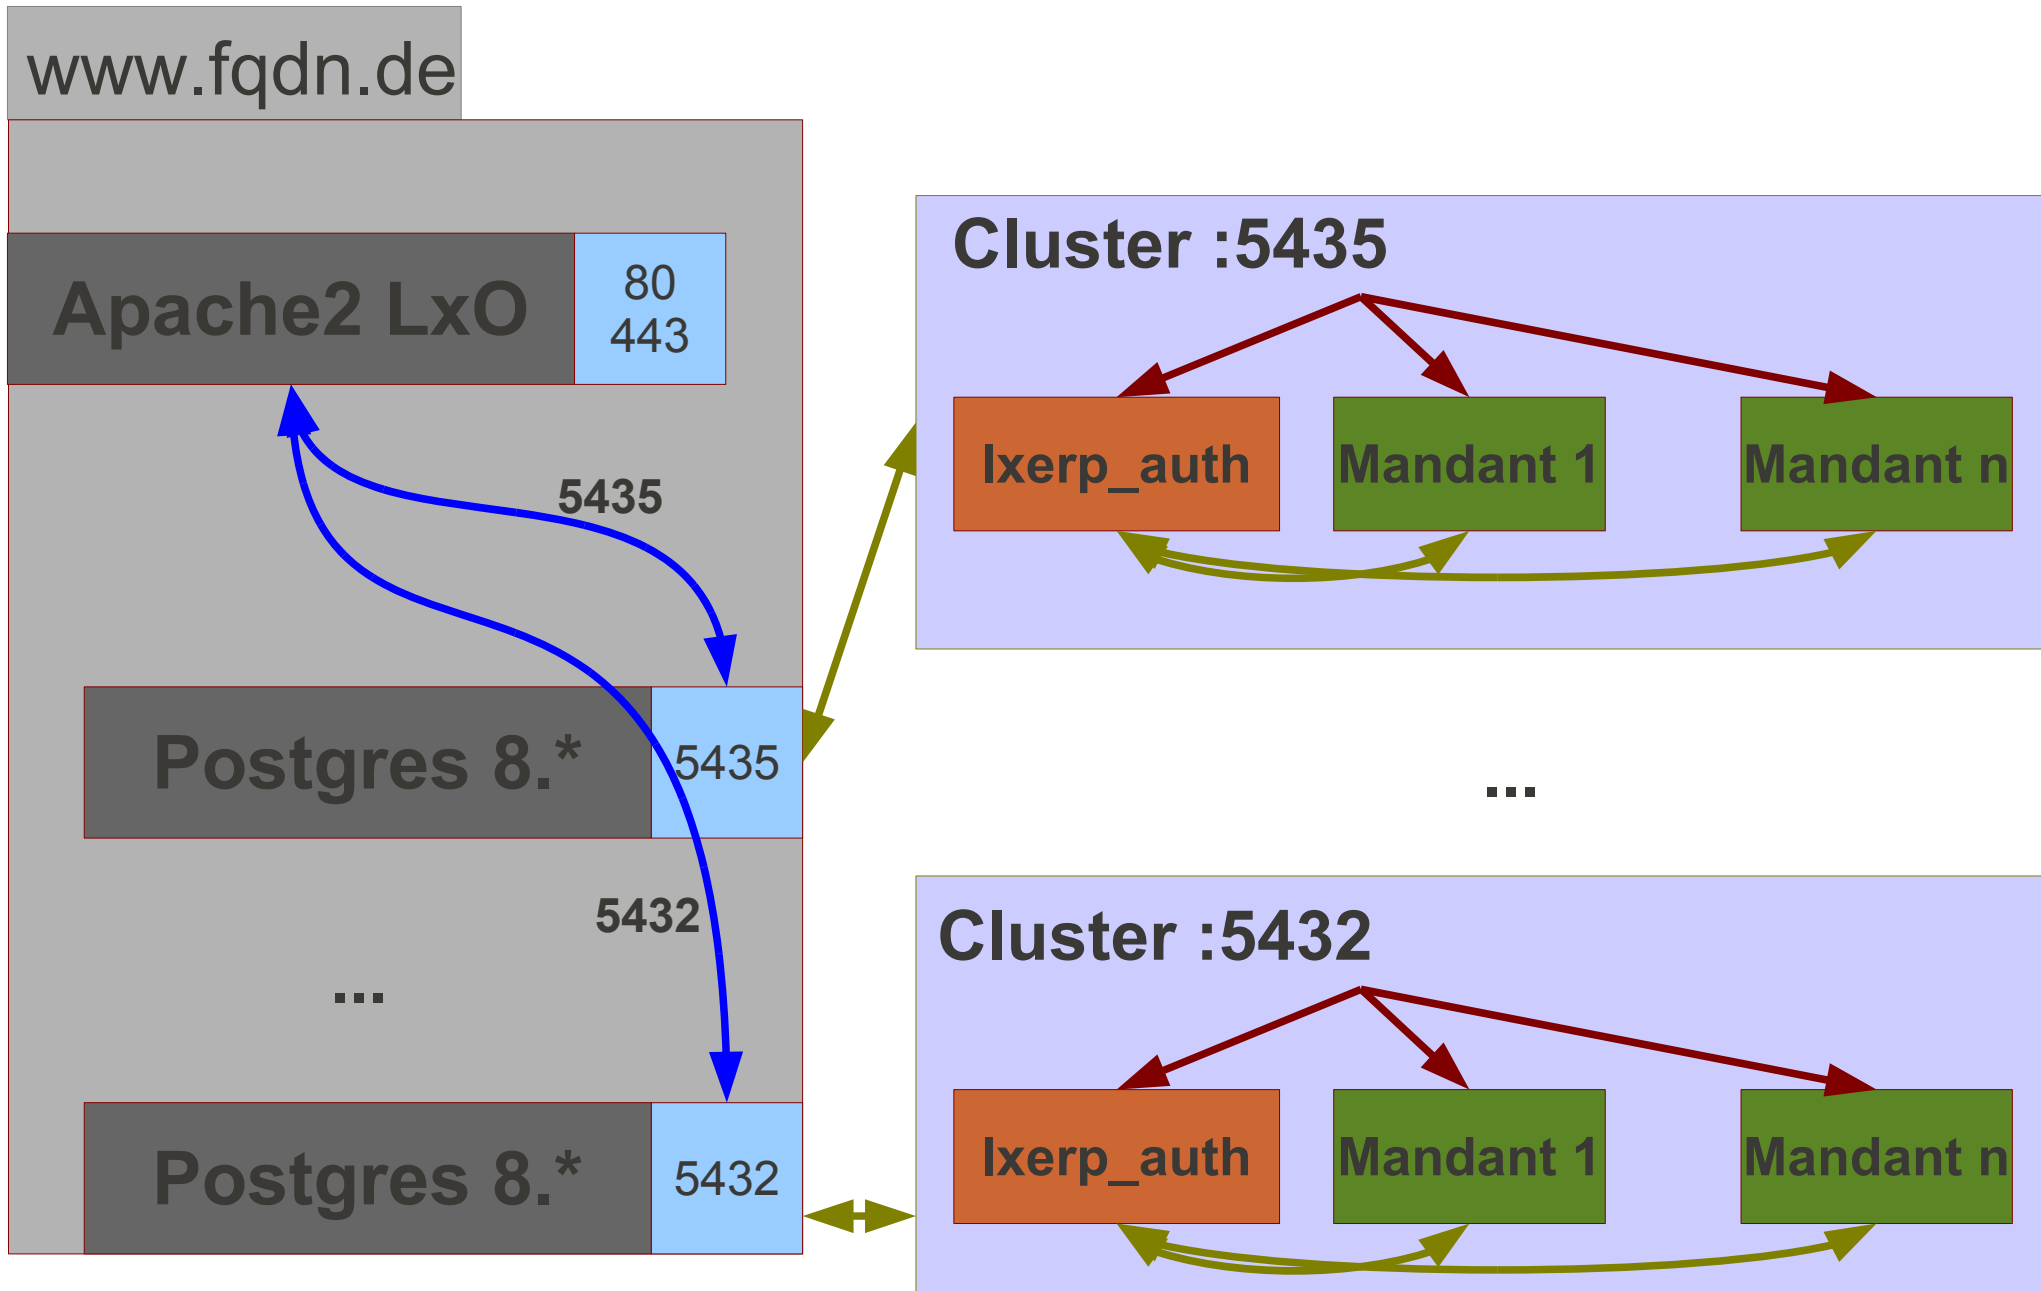 www.fqdn.de
Apache2 LxO
80
443
5435
Postgres 8.*
5435
5432
...
Postgres 8.*
5432
Cluster :5435
lxerp_auth
Mandant 1
Mandant n
...
Cluster :5432
lxerp_auth
Mandant 1
Mandant n